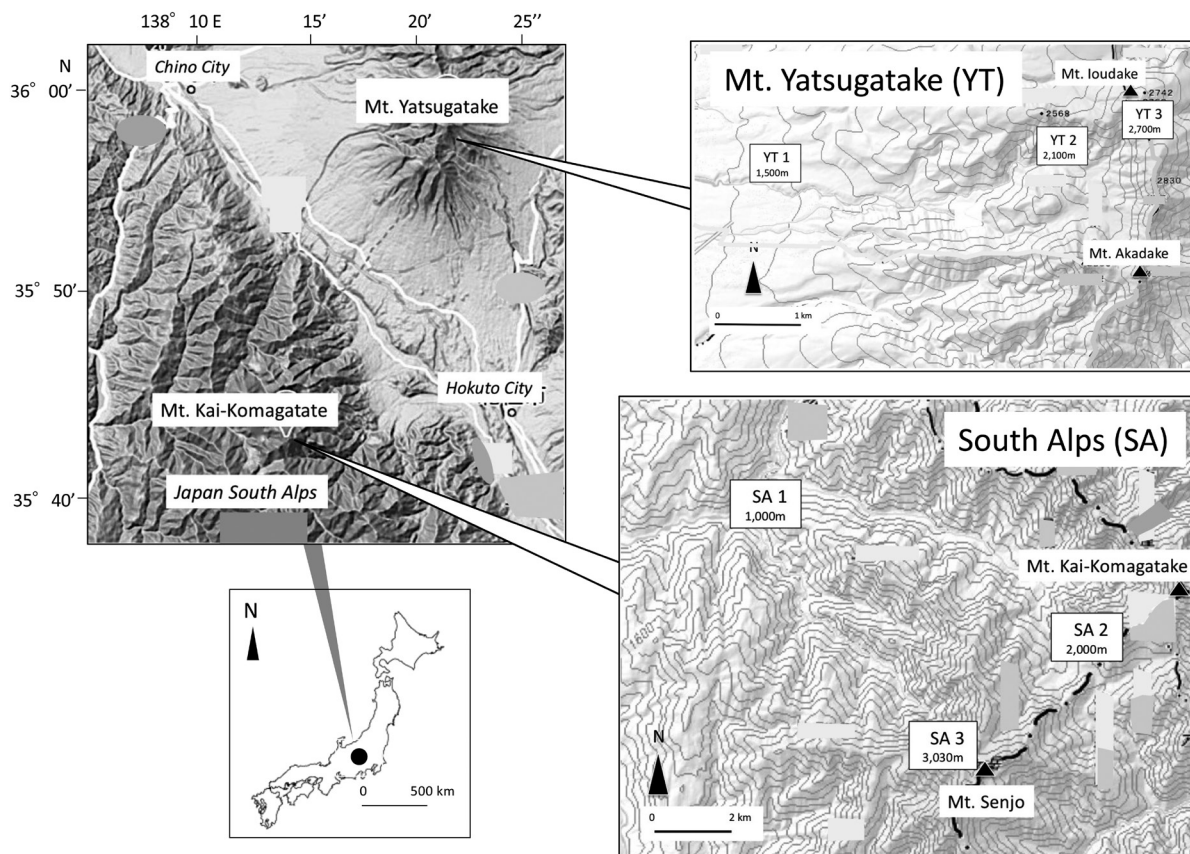 138° 10 E
15'
20'
25"
N
36° 00'
35° 50'
35° 40'
Chino City
Mt. Yatsugatake
Hokuto City
Mt. Kai-Komagatate
Japan South Alps
N
0 500 km
Mt. Yatsugatake (YT)
Mt. Ioudake
2742
2568
YT 3
2,700m
YT 2
2,100m
YT 1
1,500m
2830
Mt. Akadake
N
0 1 km
South Alps (SA)
SA 1
1,000m
Mt. Kai-Komagatake
1600
SA 2
2,000m
SA 3
3,030m
Mt. Senjo
N
0 2 km